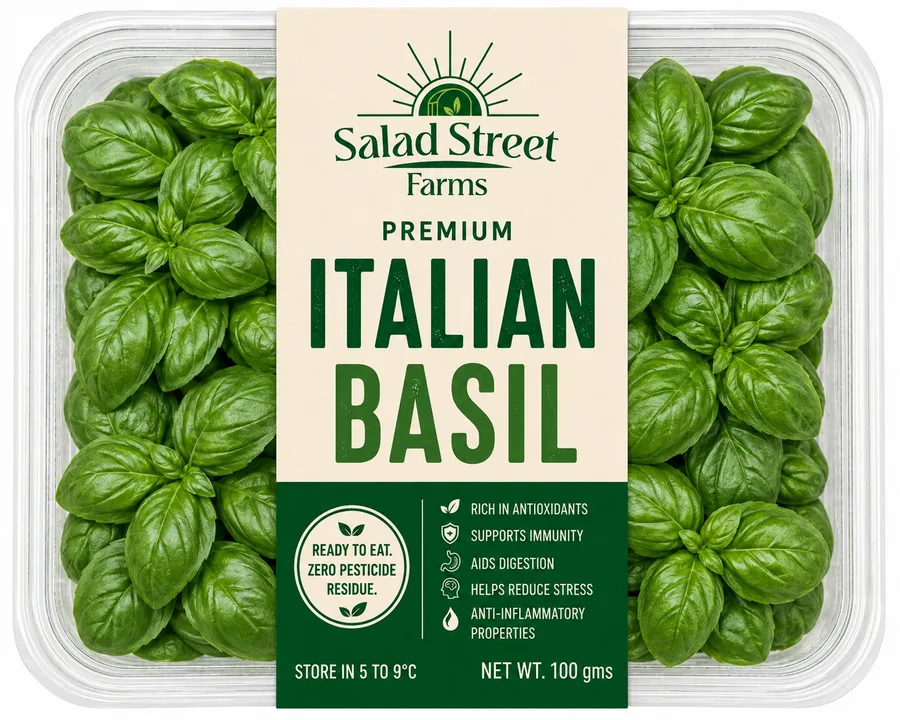 Salad Street
Farms
PREMIUM
ITALIAN
BASIL
READY TO EAT.
ZERO PESTICIDE
RESIDUE.
RICH IN ANTIOXIDANTS
SUPPORTS IMMUNITY
AIDS DIGESTION
HELPS REDUCE STRESS
ANTI-INFLAMMATORY
PROPERTIES
STORE IN 5 TO 9°C
NET WT. 100 gms